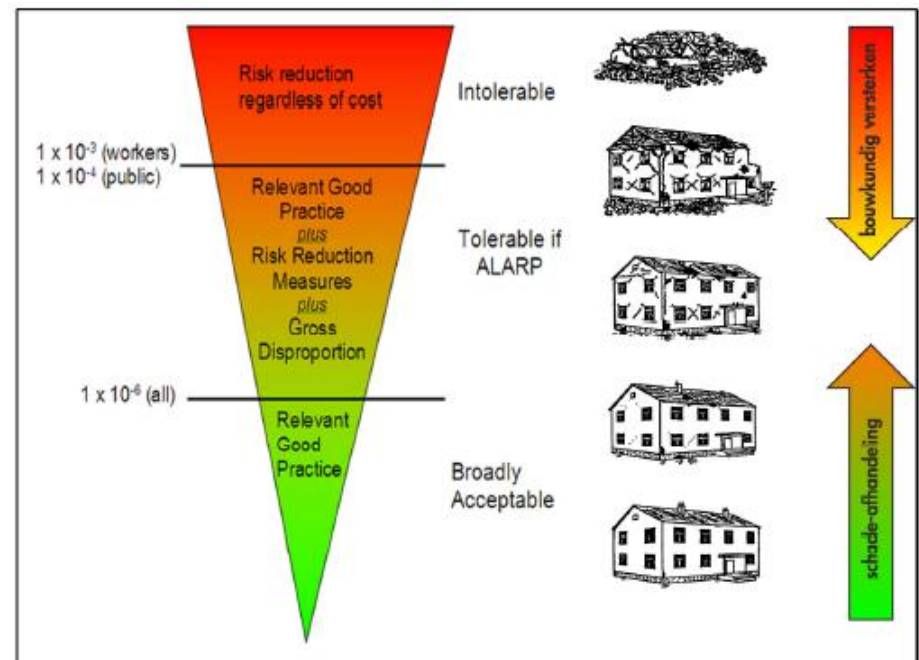 Risk reduction
regardless of cost
Intolerable
1 x 10⁻³ (workers)
1 x 10⁻⁴ (public)
Relevant Good
Practice
plus
Risk Reduction
Measures
plus
Gross
Disproportion
Tolerable if
ALARP
1 x 10⁻⁶ (all)
Relevant
Good
Practice
Broadly
Acceptable
bouwkundig versterken
schade-afhandeling